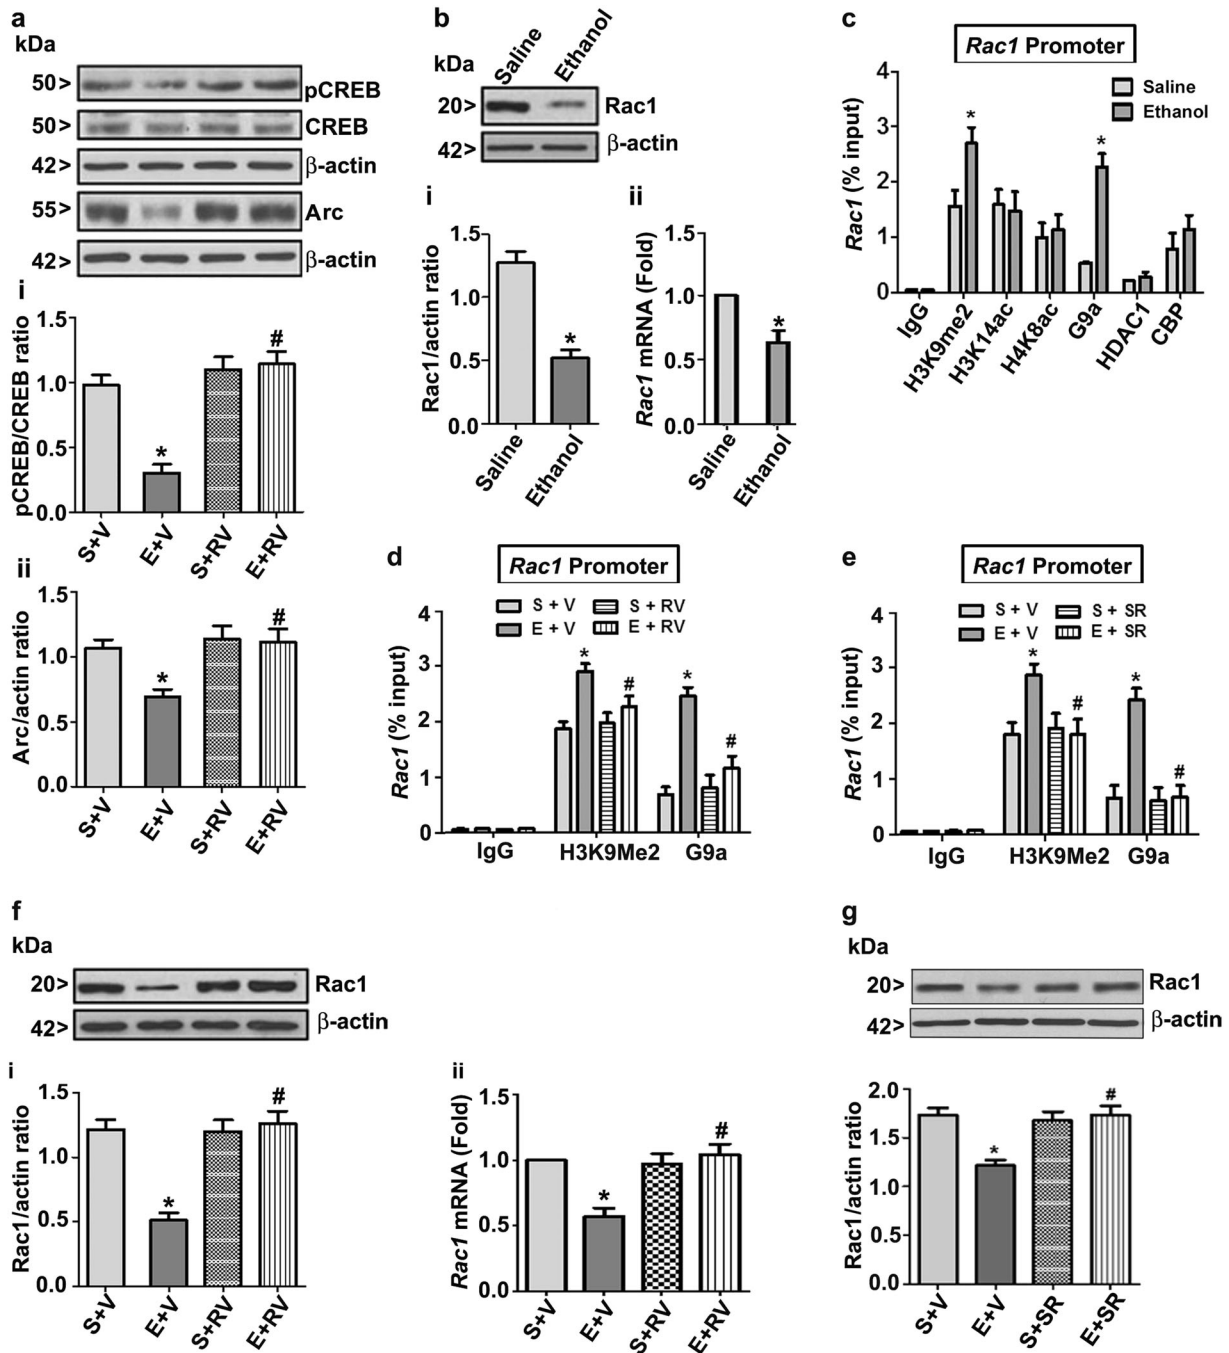 a
kDa
50> pCREB
50> CREB
42> β-actin
55> Arc
42> β-actin
i
pCREB/CREB ratio
1.5
1.0
0.5
0.0
S+V E+V S+RV E+RV
* #
ii
Arc/actin ratio
1.5
1.0
0.5
0.0
S+V E+V S+RV E+RV
* #
b
kDa
Saline Ethanol
20> Rac1
42> β-actin
i
Rac1/actin ratio
1.5
1.0
0.5
0.0
Saline Ethanol
*
ii
Rac1 mRNA (Fold)
1.5
1.0
0.5
0.0
Saline Ethanol
*
c
Rac1 Promoter
Saline
Ethanol
Rac1 (% input)
4
3
2
1
0
* *
IgG H3K9me2 H3K14ac H4K8ac G9a HDAC1 CBP
d
Rac1 Promoter
S + V S + RV
E + V E + RV
Rac1 (% input)
4
3
2
1
0
* # * #
IgG H3K9Me2 G9a
e
Rac1 Promoter
S + V S + SR
E + V E + SR
Rac1 (% input)
4
3
2
1
0
* # * #
IgG H3K9Me2 G9a
f
kDa
20> Rac1
42> β-actin
i
Rac1/actin ratio
1.5
1.0
0.5
0.0
* #
S+V E+V S+RV E+RV
ii
Rac1 mRNA (Fold)
1.5
1.0
0.5
0.0
* #
S+V E+V S+RV E+RV
g
kDa
20> Rac1
42> β-actin
Rac1/actin ratio
2.0
1.5
1.0
0.5
0.0
* #
S+V E+V S+SR E+SR